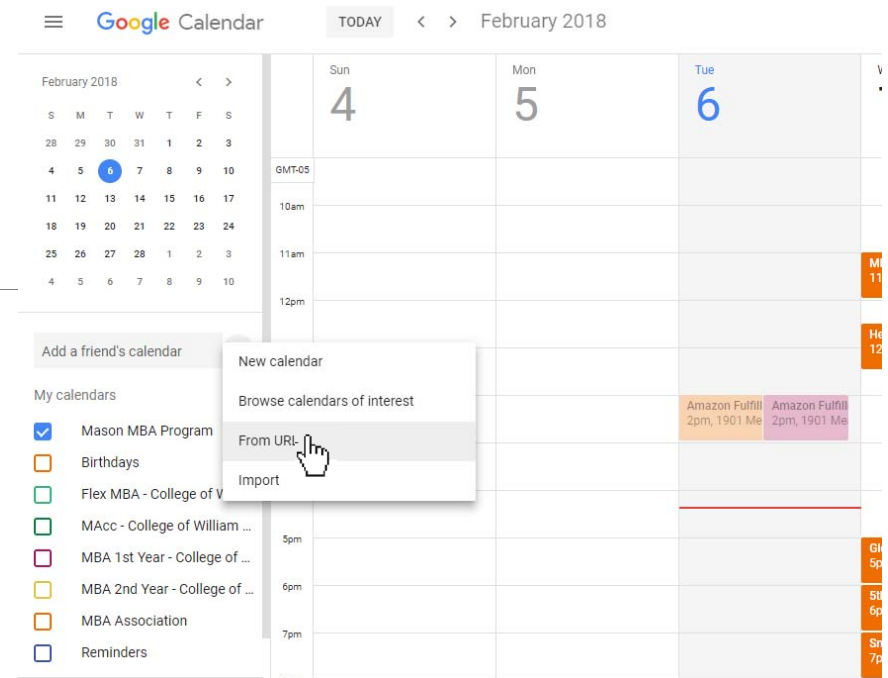 Google Calendar
TODAY < > February 2018
February 2018 < >
S M T W T F S
28 29 30 31 1 2 3
4 5 6 7 8 9 10
11 12 13 14 15 16 17
18 19 20 21 22 23 24
25 26 27 28 1 2 3
4 5 6 7 8 9 10
Add a friend's calendar
My calendars
Mason MBA Program
Birthdays
Flex MBA - College of
MAcc - College of William ...
MBA 1st Year - College of ...
MBA 2nd Year - College of ...
MBA Association
Reminders
New calendar
Browse calendars of interest
From URL
Import
Sun
4
Mon
5
Tue
6
GMT-05
10am
11am
12pm
5pm
6pm
7pm
Amazon Fulfill
2pm, 1901 Me
Amazon Fulfill
2pm, 1901 Me
11
12
5th